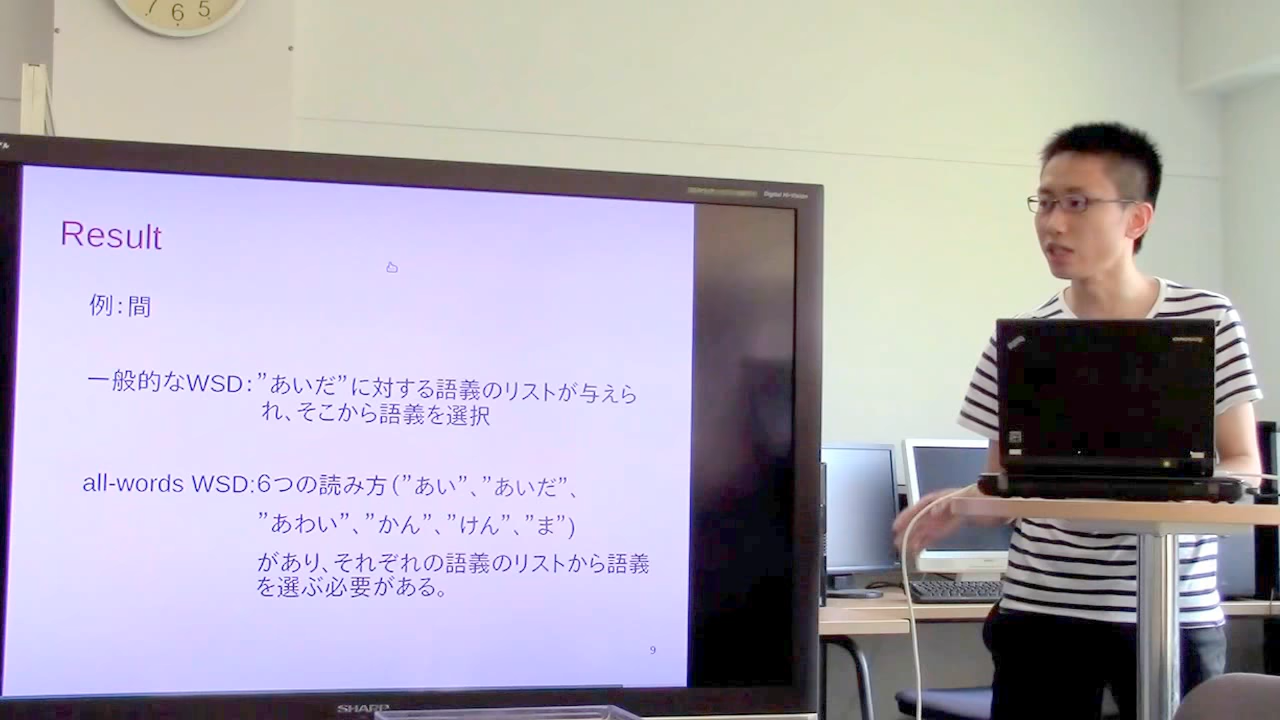 7 6 5
Digital Hi-Vision
Result
例：間
一般的なWSD：”あいだ”に対する語義のリストが与えら
れ、そこから語義を選択
all-words WSD:6つの読み方(”あい”、”あいだ”、
”あわい”、”かん”、”けん”、”ま”)
があり、それぞれの語義のリストから語義
を選ぶ必要がある。
9
SHARP